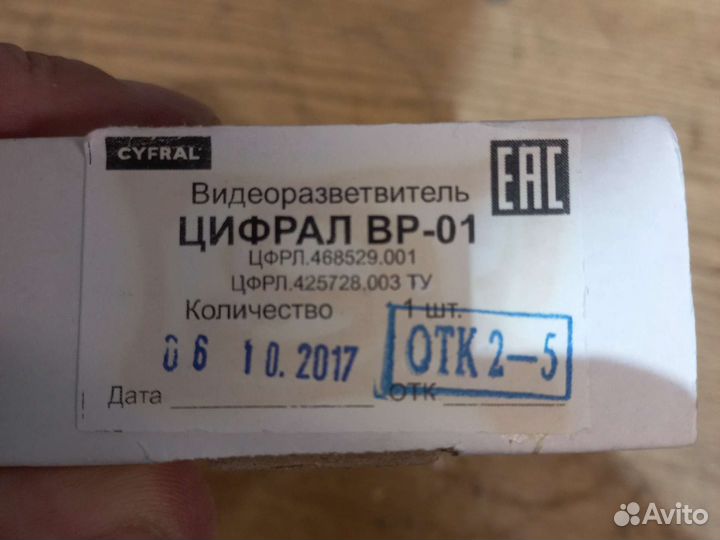 CYFRAL
EAC
Видеоразветвитель
ЦИФРАЛ ВР-01
ЦФРЛ.468529.001
ЦФРЛ.425728.003 ТУ
Количество 1 шт.
06 10.2017 ОТК 2-5
Дата ОТК
Avito